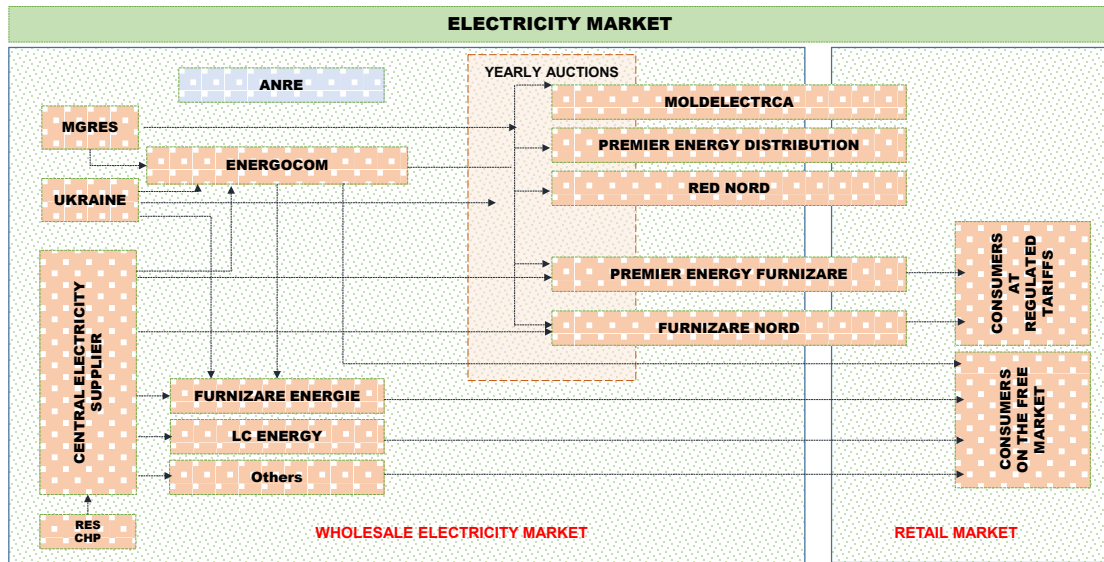 ELECTRICITY MARKET
YEARLY AUCTIONS
ANRE
MOLDELECTRCA
MGRES
PREMIER ENERGY DISTRIBUTION
ENERGOCOM
RED NORD
UKRAINE
CONSUMERS
AT
REGULATED
TARIFFS
PREMIER ENERGY FURNIZARE
FURNIZARE NORD
CENTRAL ELECTRICITY
SUPPLIER
FURNIZARE ENERGIE
CONSUMERS
ON THE FREE
MARKET
LC ENERGY
Others
RES
CHP
WHOLESALE ELECTRICITY MARKET
RETAIL MARKET